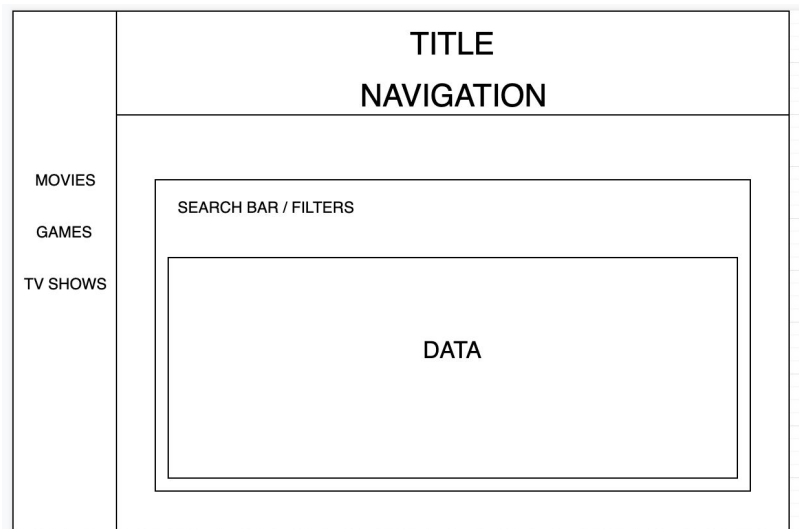 TITLE
NAVIGATION
MOVIES
GAMES
TV SHOWS
SEARCH BAR / FILTERS
DATA